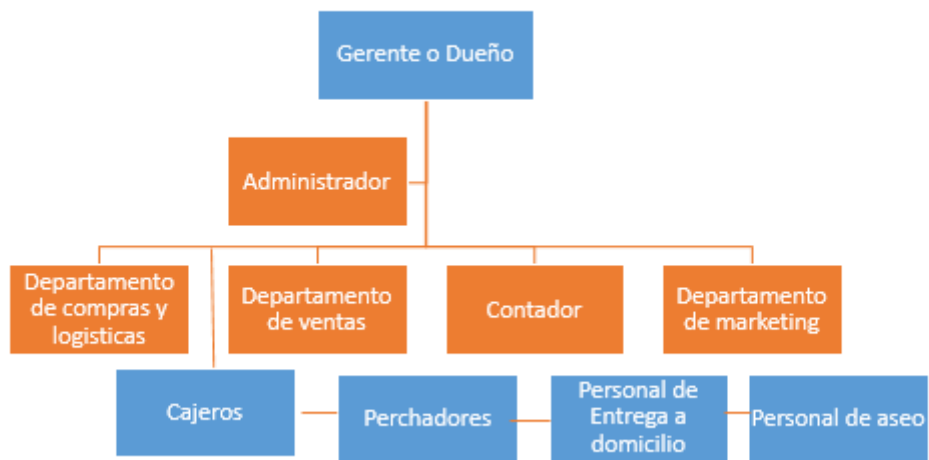 Gerente o Dueño
Administrador
Departamento
de compras y
logisticas
Departamento
de ventas
Contador
Departamento
de marketing
Cajeros
Perchadores
Personal de
Entrega a
domicilio
Personal de aseo